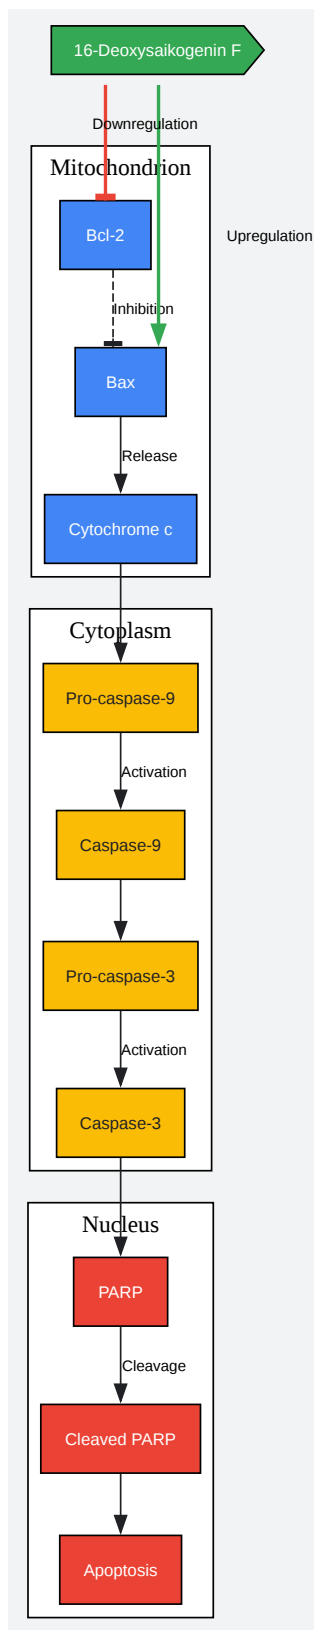 16-Deoxysaikogenin F
Downregulation
Mitochondrion
Bcl-2
Upregulation
Inhibition
Bax
Release
Cytochrome c
Cytoplasm
Pro-caspase-9
Activation
Caspase-9
Pro-caspase-3
Activation
Caspase-3
Nucleus
PARP
Cleavage
Cleaved PARP
Apoptosis